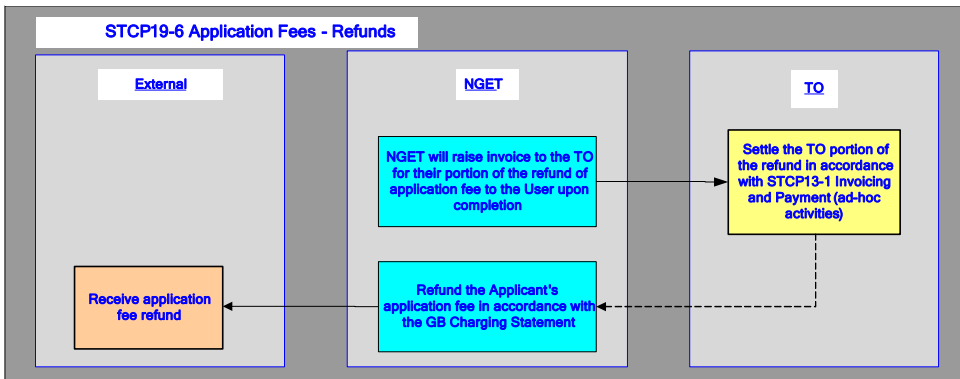 STCP19-6 Application Fees - Refunds
External
NGET
TO
NGET will raise invoice to the TO
for their portion of the refund of
application fee to the User upon
completion
Settle the TO portion of
the refund in accordance
with STCP13-1 Invoicing
and Payment (ad-hoc
activities)
Receive application
fee refund
Refund the Applicant's
application fee in accordance with
the GB Charging Statement